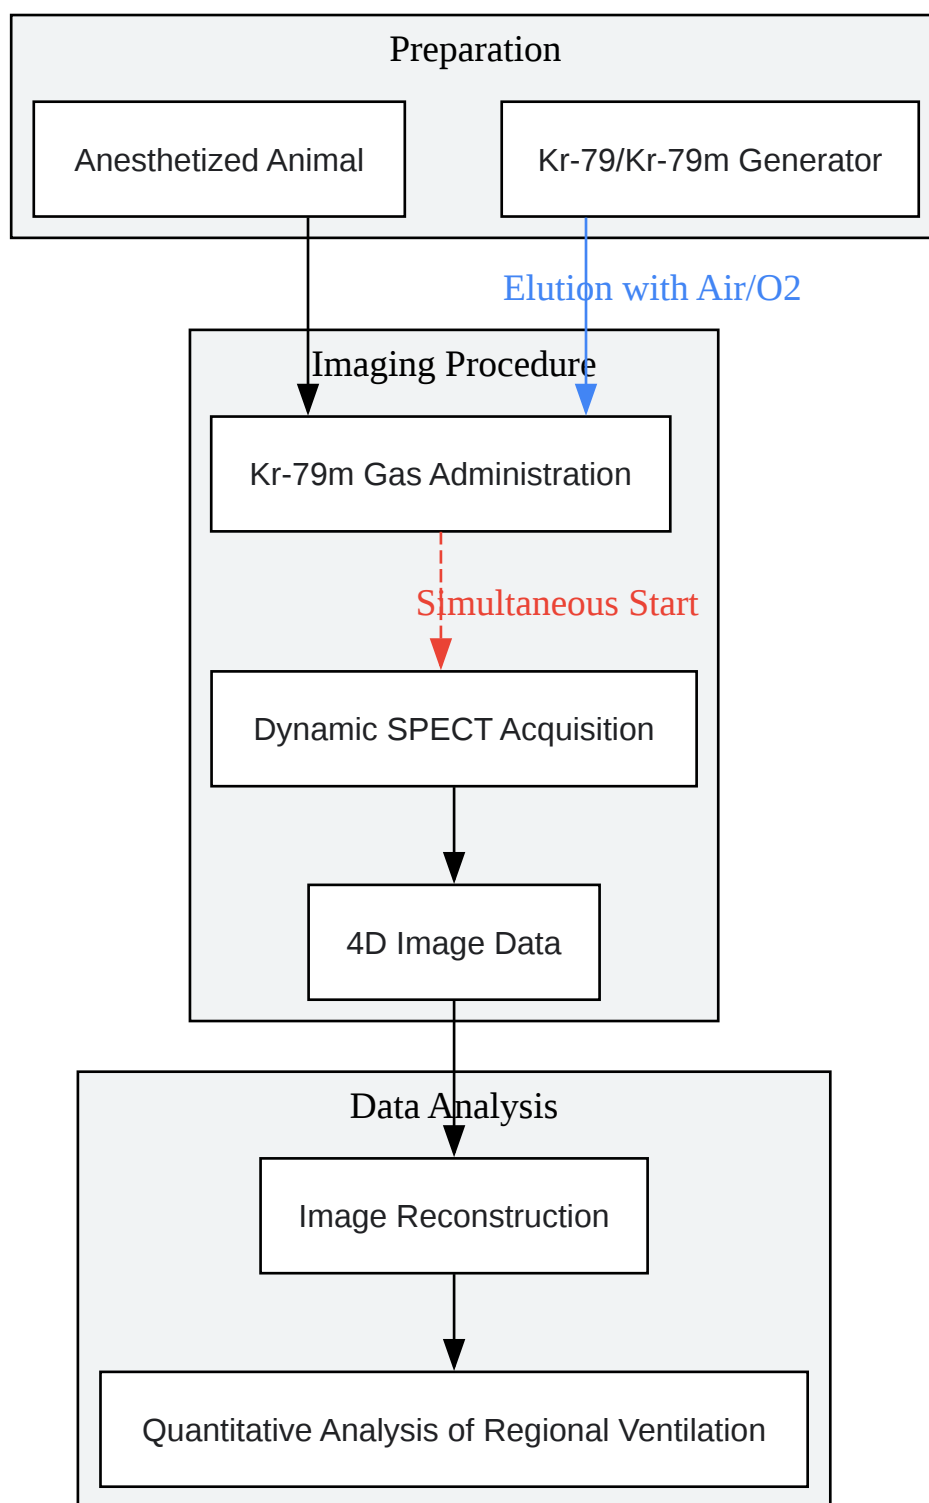 Preparation
Anesthetized Animal
Kr-79/Kr-79m Generator
Elution with Air/O2
Imaging Procedure
Kr-79m Gas Administration
Simultaneous Start
Dynamic SPECT Acquisition
4D Image Data
Data Analysis
Image Reconstruction
Quantitative Analysis of Regional Ventilation